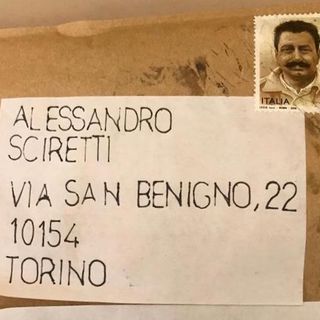 ITALIA
ALESSANDRO
SCIRETTI
VIA SAN BENIGNO, 22
10154
TORINO